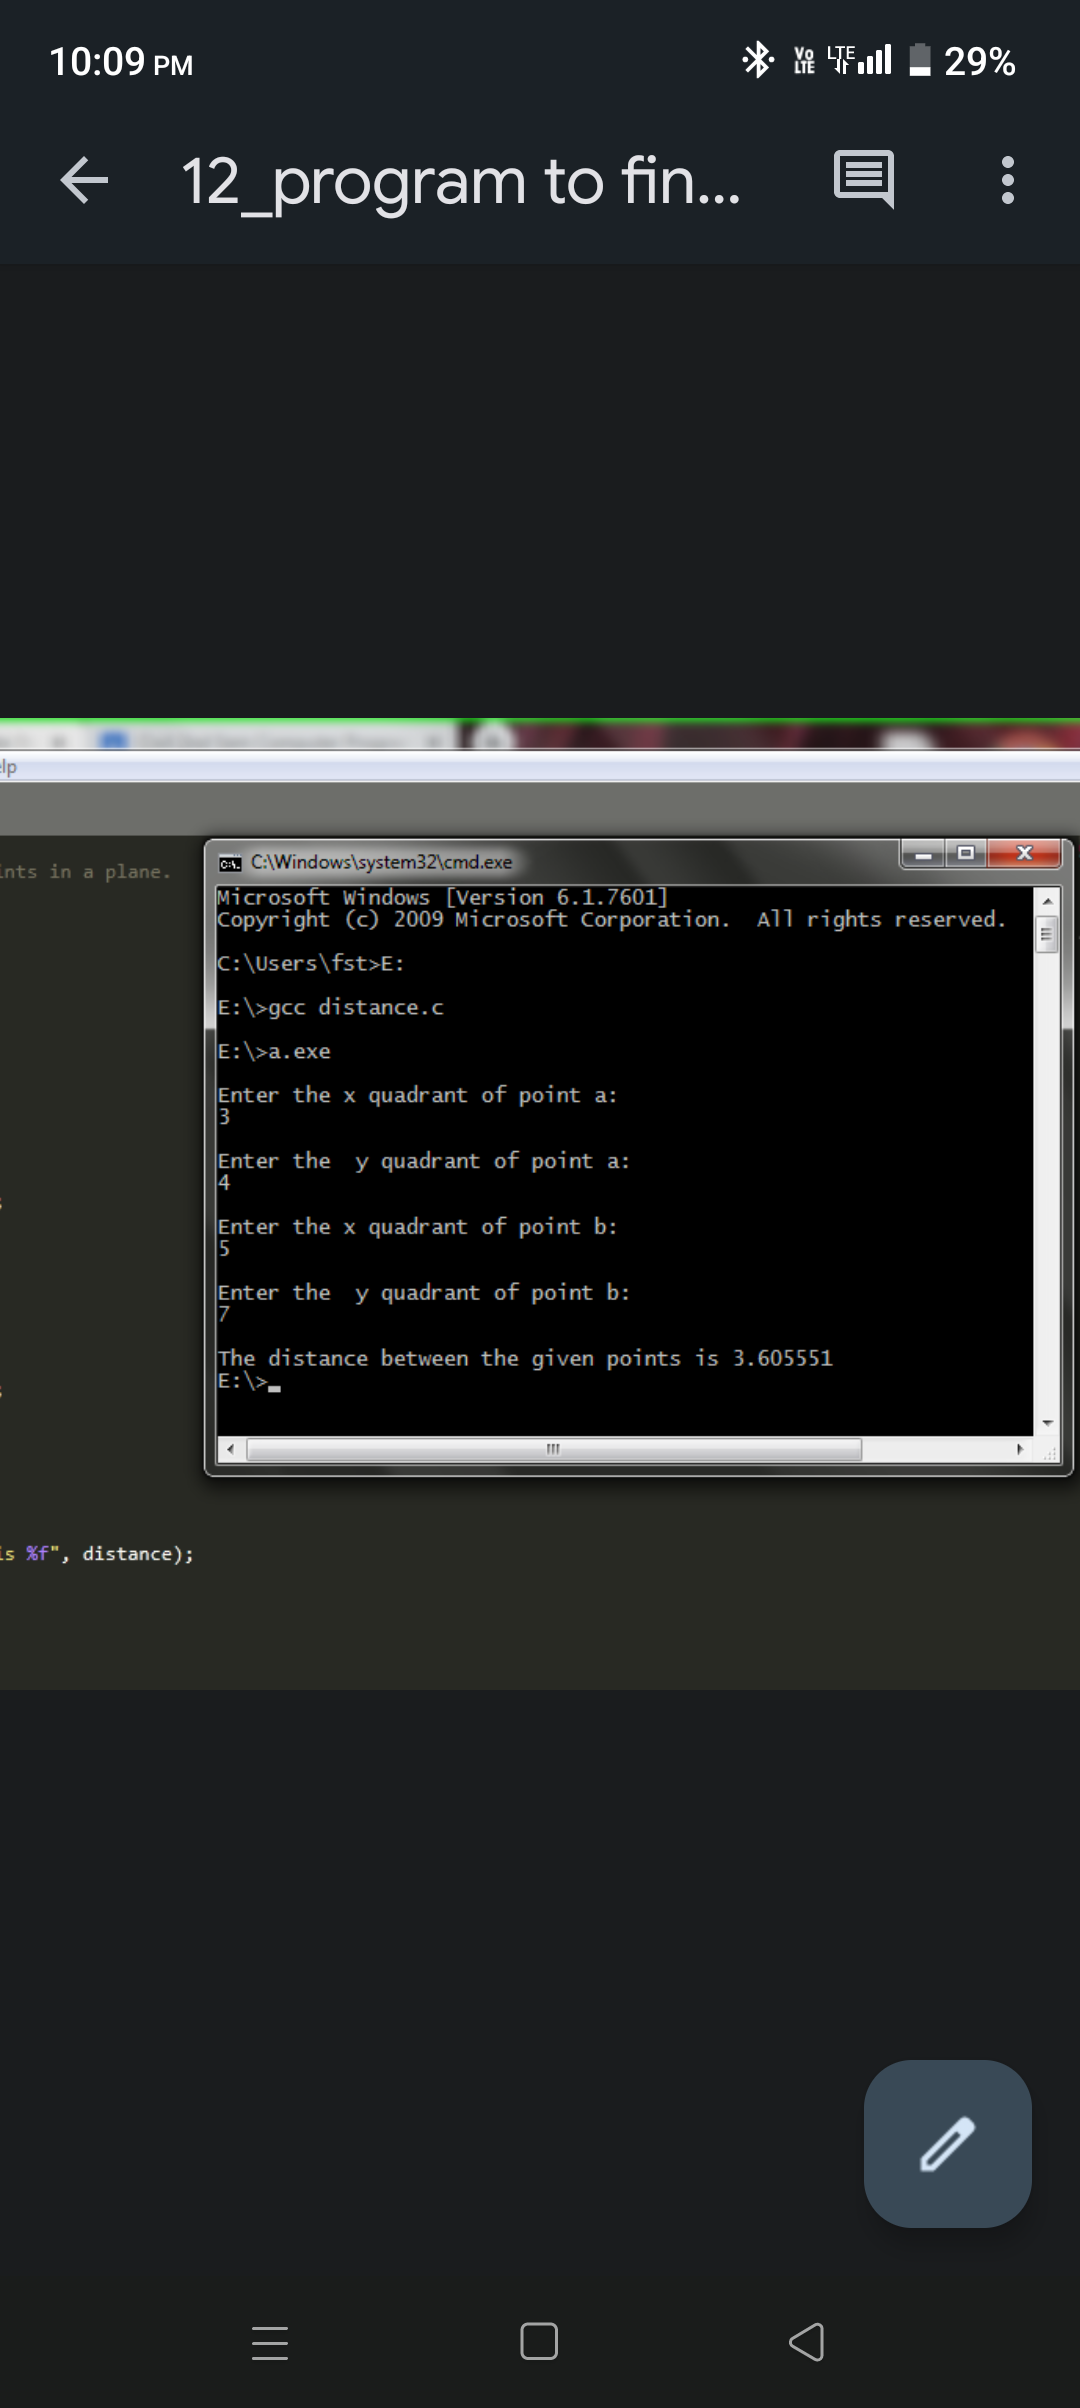 10:09 PM
Vo LTE LTE 29%
12_program to fin...
elp
ints in a plane.
C:\Windows\system32\cmd.exe
Microsoft Windows [Version 6.1.7601]
Copyright (c) 2009 Microsoft Corporation.  All rights reserved.
C:\Users\fst>E:
E:\>gcc distance.c
E:\>a.exe
Enter the x quadrant of point a:
3
Enter the  y quadrant of point a:
4
Enter the x quadrant of point b:
5
Enter the  y quadrant of point b:
7
The distance between the given points is 3.605551
E:\>_
is %f", distance);